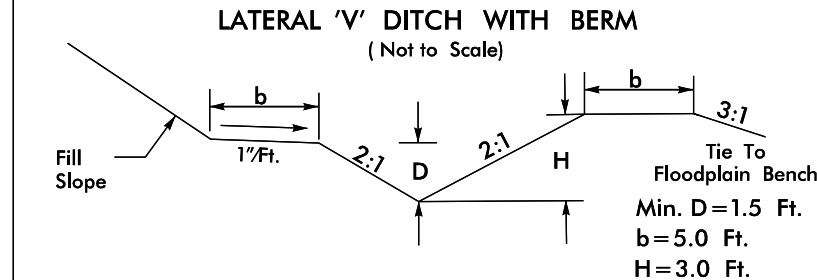 LATERAL 'V' DITCH WITH BERM
( Not to Scale)
b
b
3:1
1"/Ft.
2:1
D
2:1
H
Fill
Slope
Tie To
Floodplain Bench
Min. D=1.5 Ft.
b=5.0 Ft.
H=3.0 Ft.